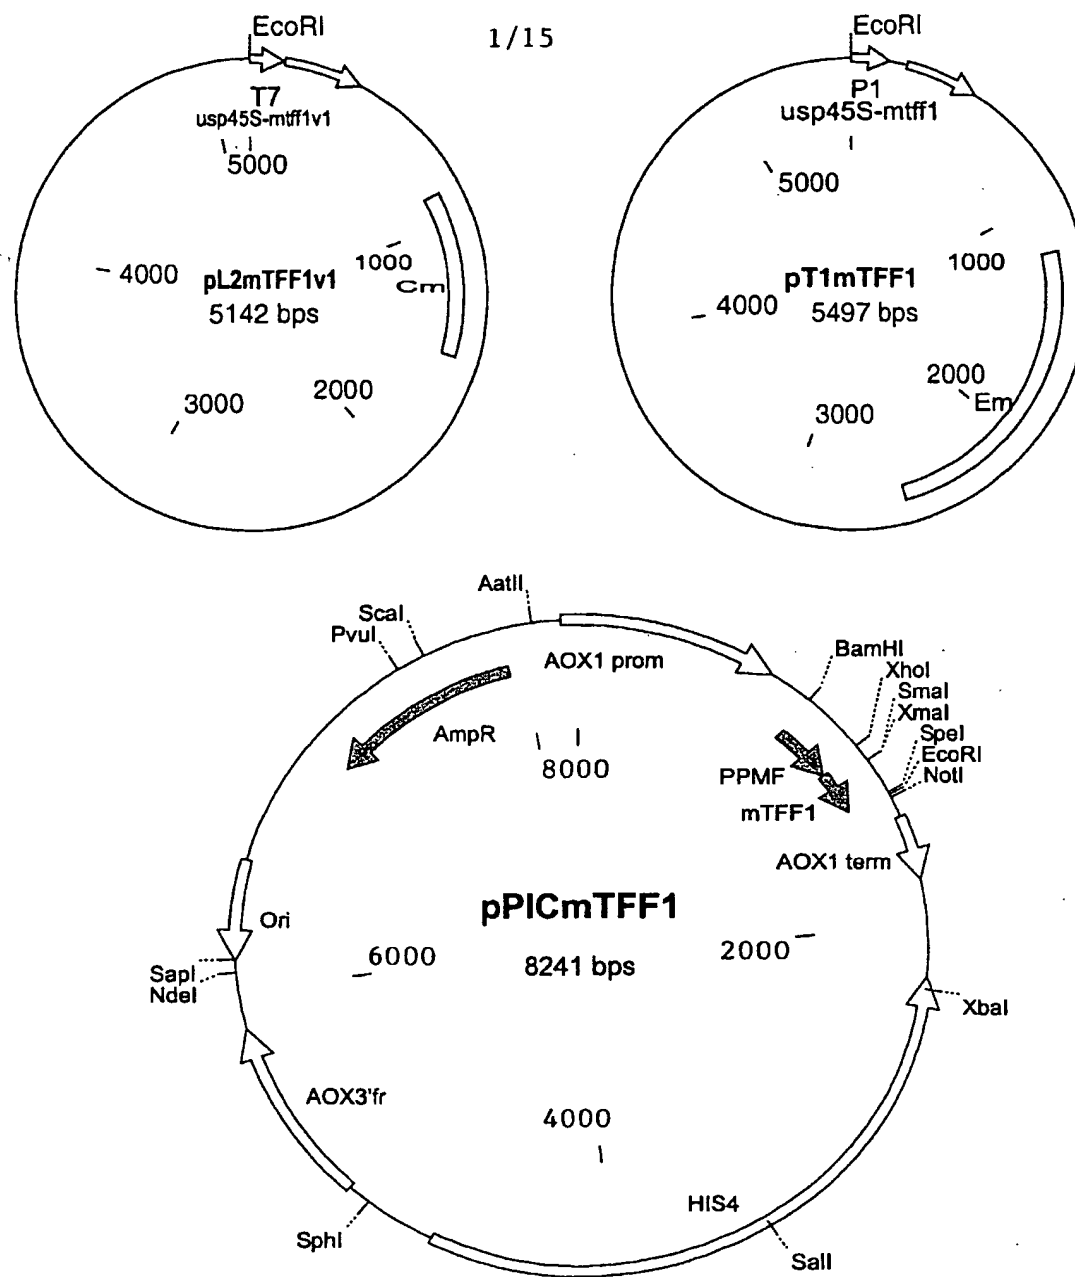 1/15
EcoRI
T7
usp45S-mtff1v1
5000
1000
Cm
4000
pL2mTFF1v1
5142 bps
3000
2000
EcoRI
P1
usp45S-mtff1
5000
1000
4000
pT1mTFF1
5497 bps
2000
Em
3000
AatII
ScaI
PvuI
AOX1 prom
BamHI
XhoI
SmaI
XmaI
SpeI
EcoRI
NotI
AmpR
8000
PPMF
mTFF1
AOX1 term
pPICmTFF1
Ori
6000
8241 bps
2000
SapI
NdeI
XbaI
AOX3'fr
4000
HIS4
SphI
SalI